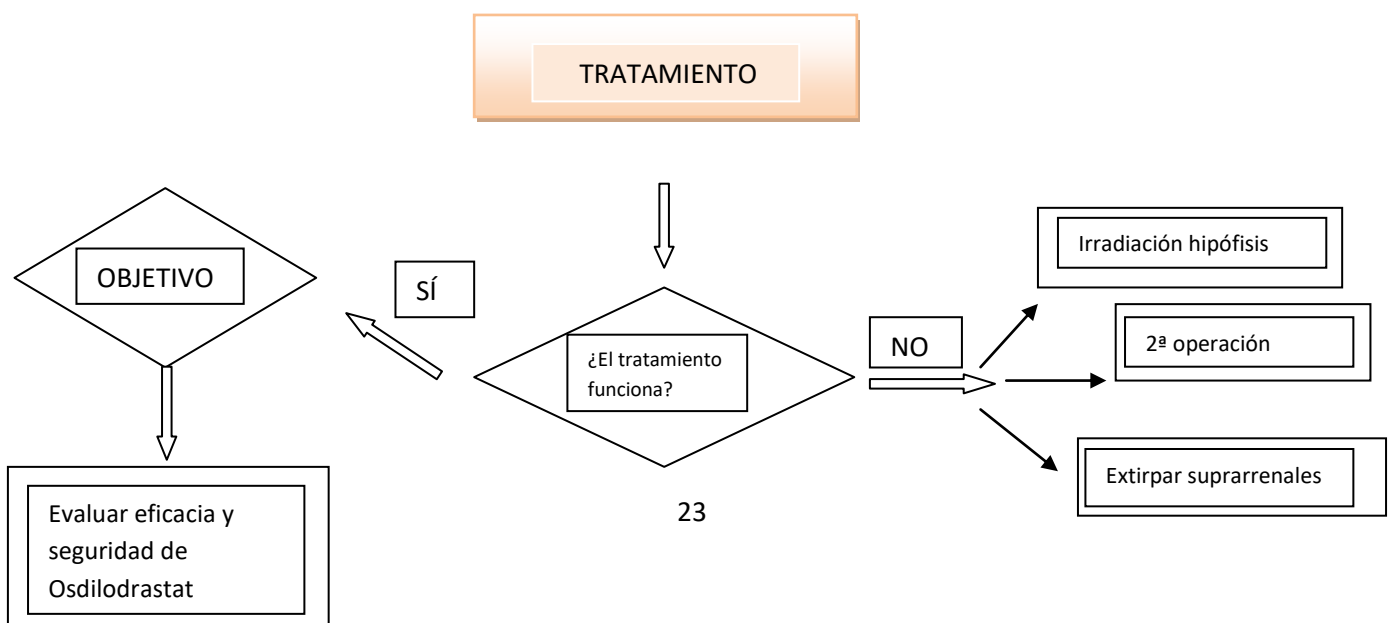 TRATAMIENTO
OBJETIVO
SÍ
¿El tratamiento
funciona?
NO
Irradiación hipófisis
2ª operación
Extirpar suprarrenales
Evaluar eficacia y
seguridad de
Osdilodrastat
23